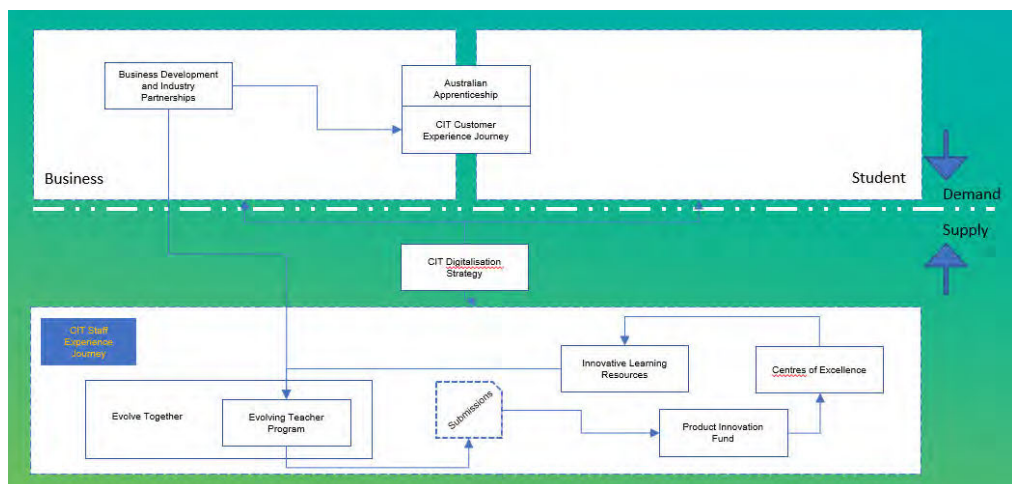 Business Development
and Industry
Partnerships
Australian
Apprenticeship
CIT Customer
Experience Journey
Business
Student
Demand
Supply
CIT Digitalisation
Strategy
CIT Staff
Experience
Journey
Innovative Learning
Resources
Centres of Excellence
Evolve Together
Evolving Teacher
Program
Submissions
Product Innovation
Fund